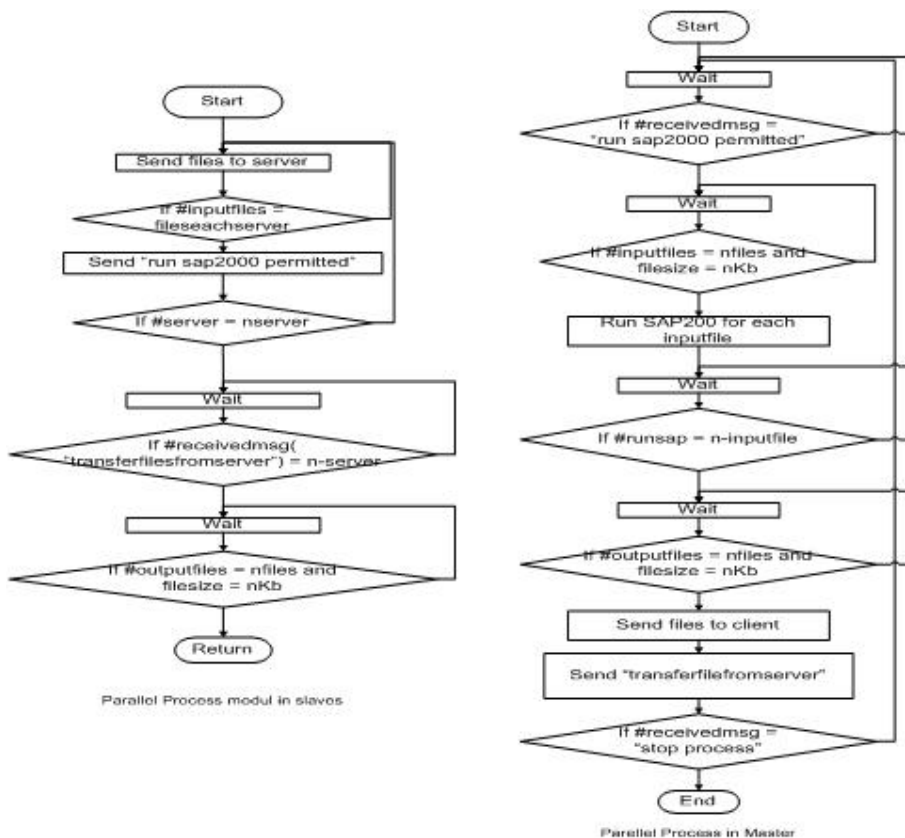 Start
Send files to server
If #inputfiles =
fileseachserver
Send "run sap2000 permitted"
If #server = nserver
Wait
If #receivedmsg(
"transferfilesfromserver") = n-server
Wait
If #outputfiles = nfiles and
filesize = nKb
Return
Parallel Process modul in slaves
Start
Wait
If #receivedmsg =
"run sap2000 permitted"
Wait
If #inputfiles = nfiles and
filesize = nKb
Run SAP200 for each
inputfile
Wait
If #runsap = n-inputfile
Wait
If #outputfiles = nfiles and
filesize = nKb
Send files to client
Send "transferfilefromserver"
If #receivedmsg =
"stop process"
End
Parellel Process in Master